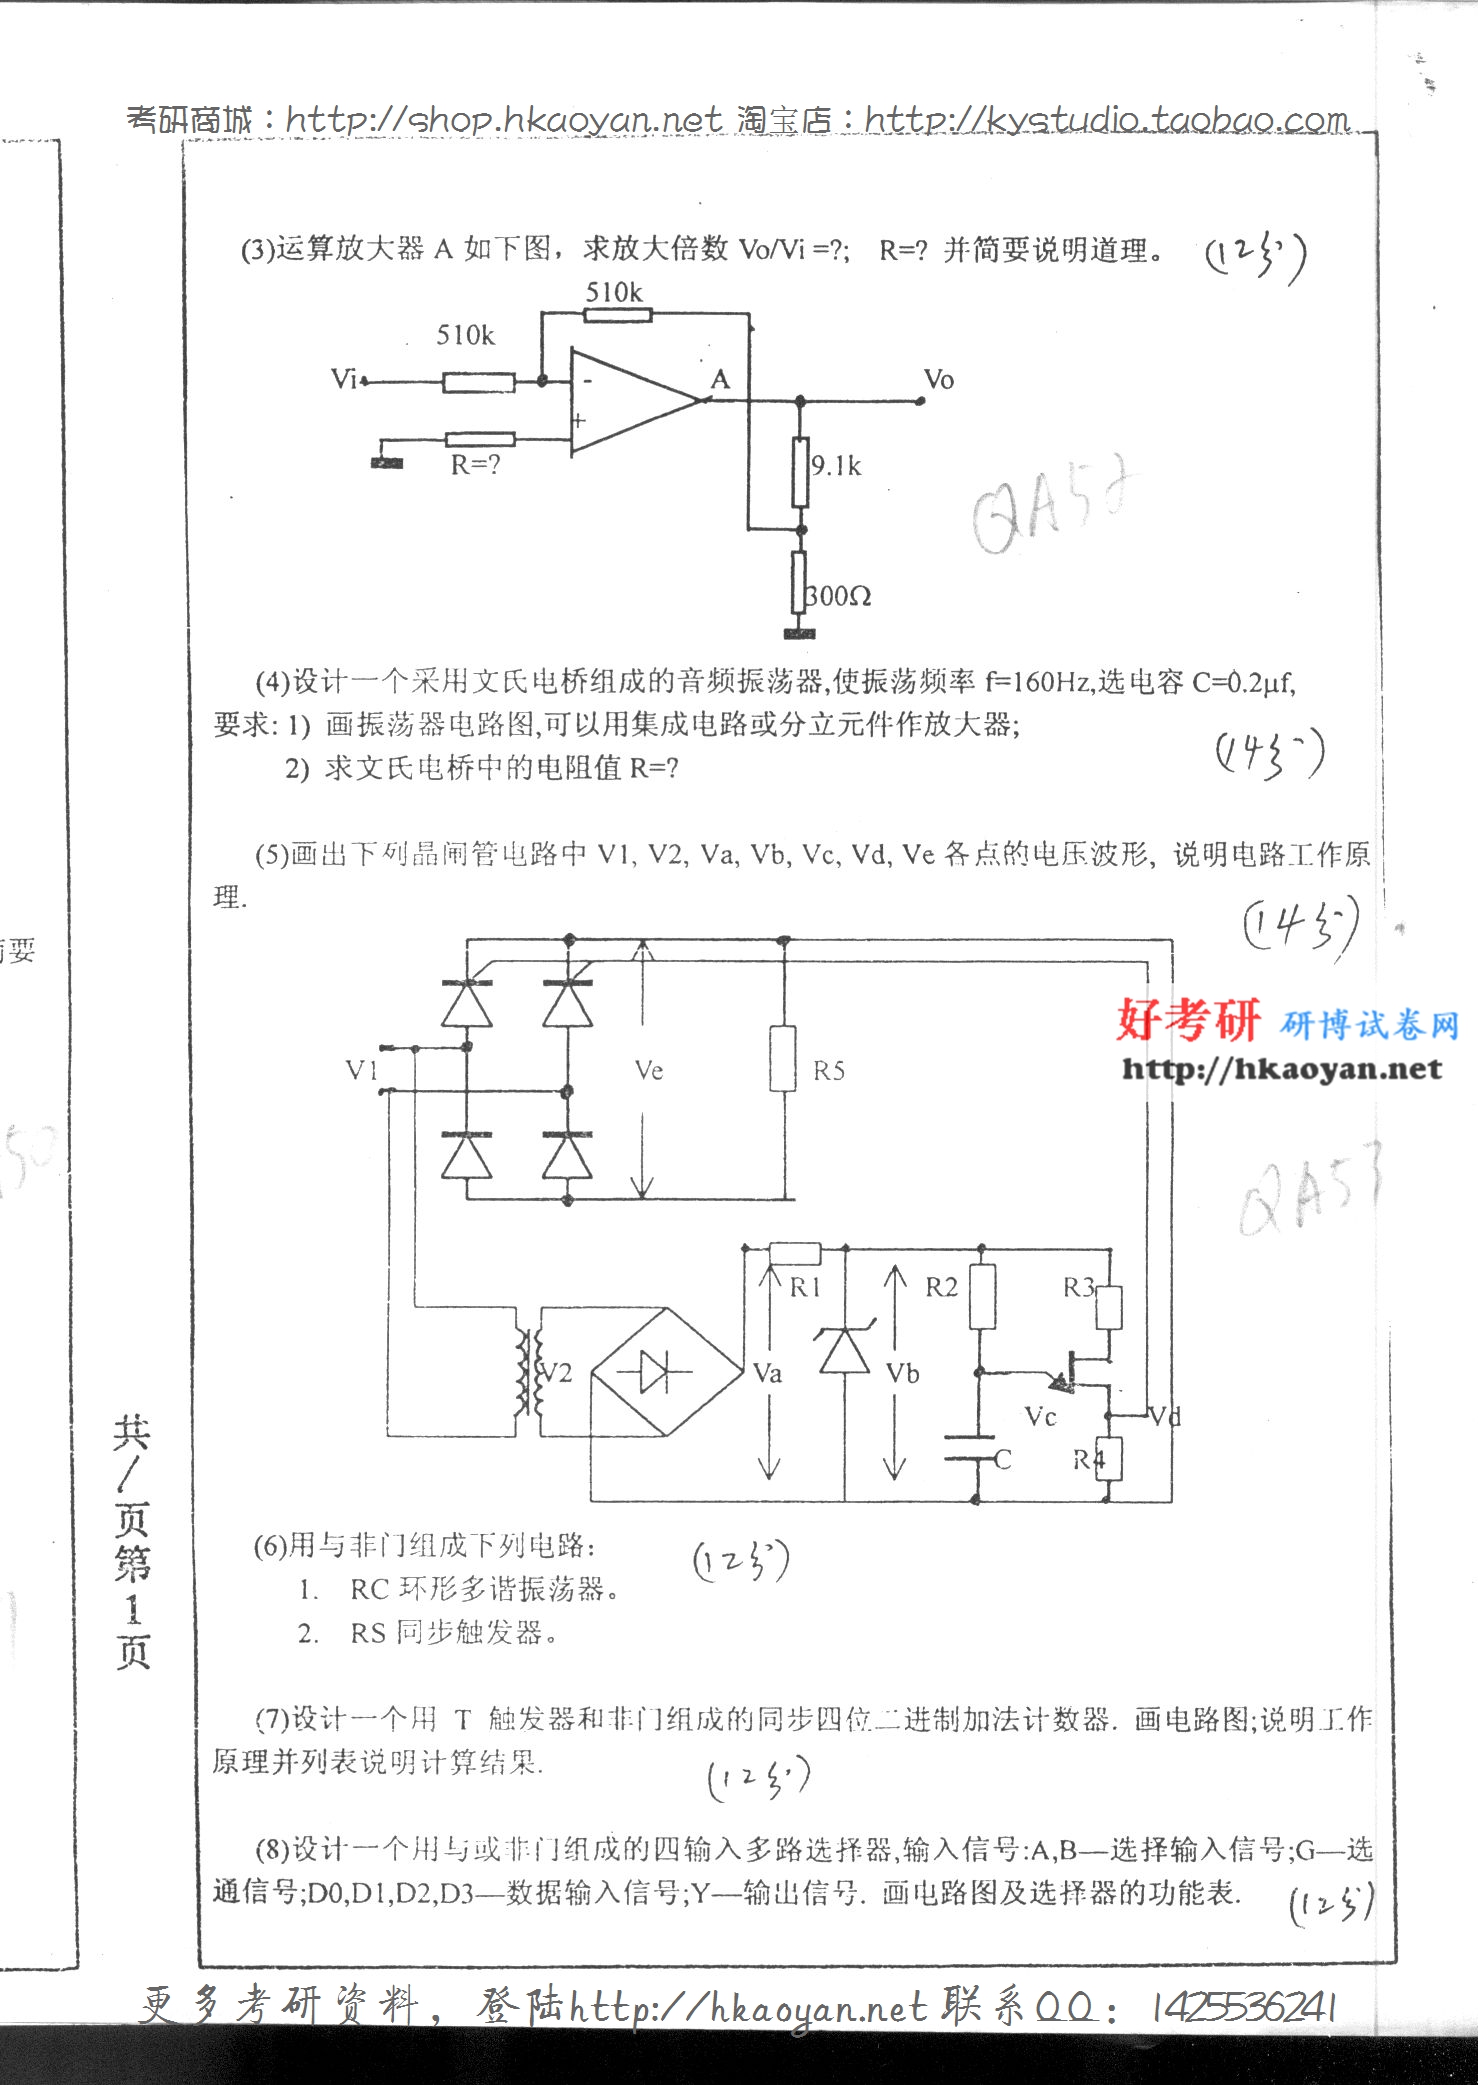 考研商城：http://shop.hkaoyan.net 淘宝店：http://kystudio.taobao.com
(3)运算放大器 A 如下图，求放大倍数 Vo/Vi =?； R=? 并简要说明道理。 (12分)
510k
510k
Vi
-
A
Vo
+
R=?
9.1k
QA52
300Ω
(4)设计一个采用文氏电桥组成的音频振荡器,使振荡频率 f=160Hz,选电容 C=0.2μf,
要求: 1) 画振荡器电路图,可以用集成电路或分立元件作放大器;
(14分)
2) 求文氏电桥中的电阻值 R=?
(5)画出下列晶闸管电路中 V1, V2, Va, Vb, Vc, Vd, Ve 各点的电压波形, 说明电路工作原
理.
(14分)
要
好考研 研博试卷网
http://hkaoyan.net
V1
Ve
R5
50
QA53
R1
R2
R3
V2
Va
Vb
Vc
Vd
C
R4
共/页第1页
(6)用与非门组成下列电路: (12分)
1. RC 环形多谐振荡器。
2. RS 同步触发器。
(7)设计一个用 T 触发器和非门组成的同步四位二进制加法计数器. 画电路图;说明工作
原理并列表说明计算结果. (12分)
(8)设计一个用与或非门组成的四输入多路选择器,输入信号:A,B—选择输入信号;G—选
通信号;D0,D1,D2,D3—数据输入信号;Y—输出信号. 画电路图及选择器的功能表. (12分)
更多考研资料，登陆http://hkaoyan.net 联系QQ：1425536241